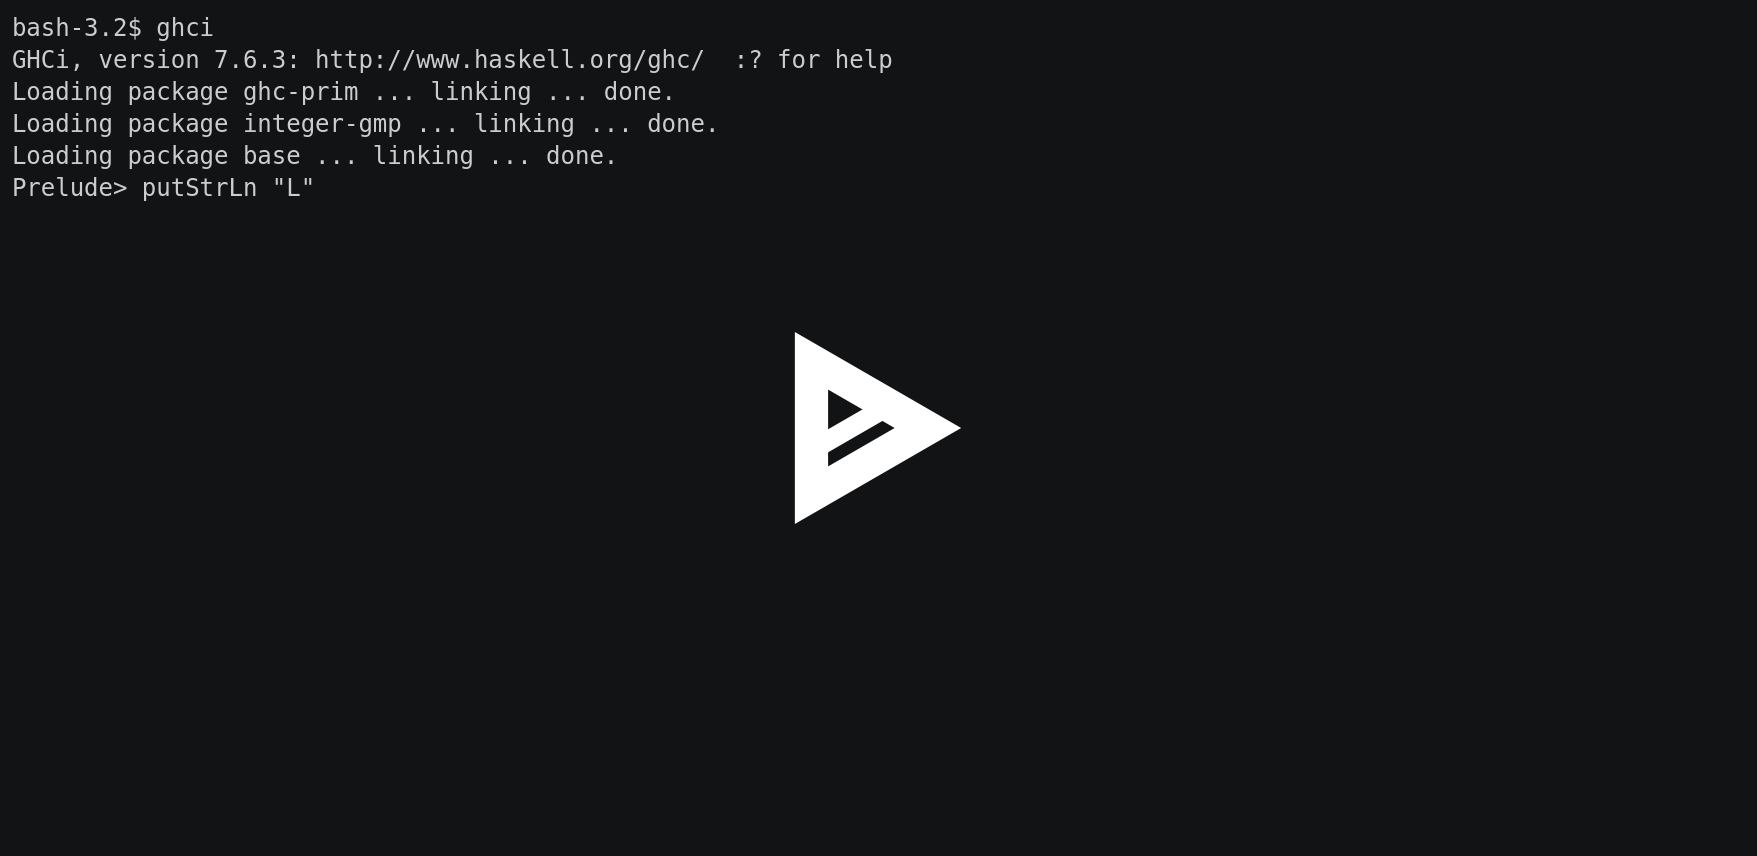 bash-3.2$ ghci
GHCi, version 7.6.3: http://www.haskell.org/ghc/  :? for help
Loading package ghc-prim ... linking ... done.
Loading package integer-gmp ... linking ... done.
Loading package base ... linking ... done.
Prelude> putStrLn "L"